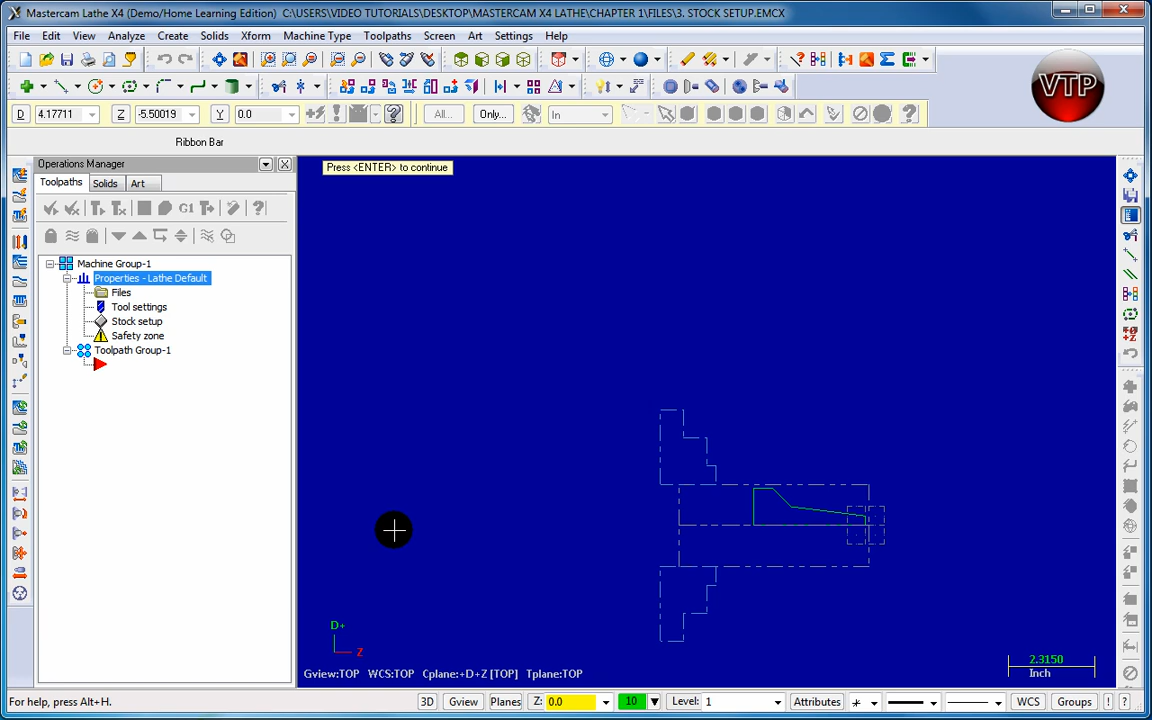 Mastercam Lathe X4 (Demo/Home Learning Edition) C:\USERS\VIDEO TUTORIALS\DESKTOP\MASTERCAM X4 LATHE\CHAPTER 1\FILES\3. STOCK SETUP.EMCX
File Edit View Analyze Create Solids Xform Machine Type Toolpaths Screen Art Settings Help
VTP
D 4.17711 Z -5.50019 Y 0.0 All... Only... In
Ribbon Bar
Operations Manager
Press <ENTER> to continue
Toolpaths Solids Art
G1
Machine Group-1
Properties - Lathe Default
Files
Tool settings
Stock setup
Safety zone
Toolpath Group-1
D+
Z
2.3150
Inch
Gview:TOP WCS:TOP Cplane:+D+Z [TOP] Tplane:TOP
For help, press Alt+H.
3D Gview Planes Z: 0.0 10 Level: 1 Attributes WCS Groups ! ?